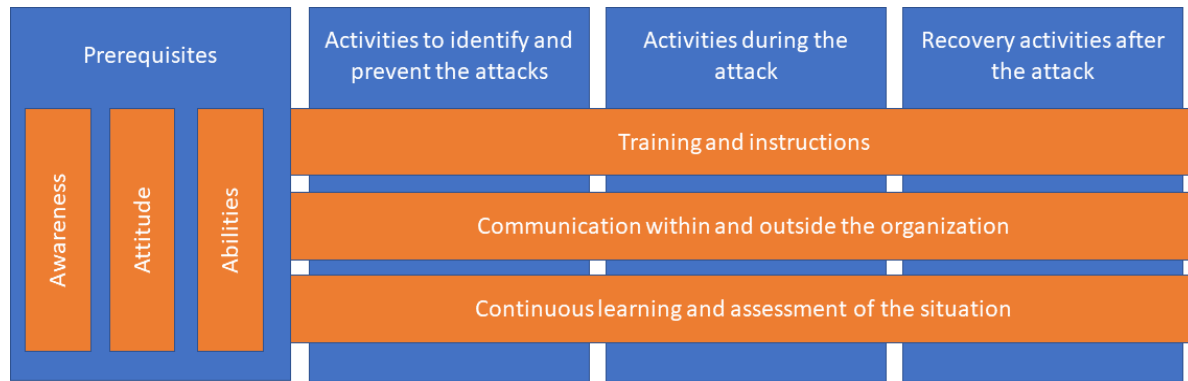 Prerequisites
Activities to identify and
prevent the attacks
Activities during the
attack
Recovery activities after
the attack
Awareness
Attitude
Abilities
Training and instructions
Communication within and outside the organization
Continuous learning and assessment of the situation